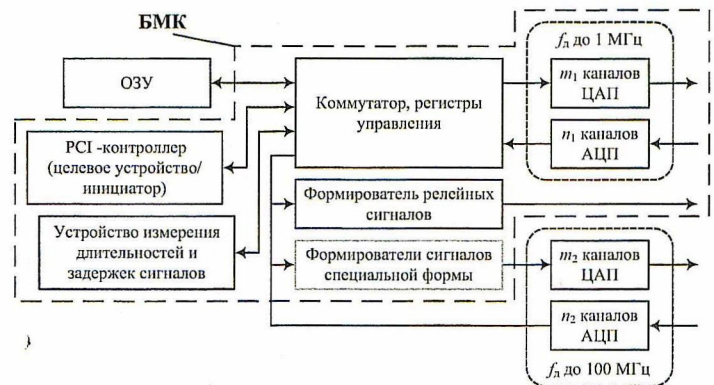 БМК
f_д до 1 МГц
ОЗУ
Коммутатор, регистры
управления
m₁ каналов
ЦАП
n₁ каналов
АЦП
PCI -контроллер
(целевое устройство/
инициатор)
Формирователь релейных
сигналов
Устройство измерения
длительностей и
задержек сигналов
Формирователи сигналов
специальной формы
m₂ каналов
ЦАП
n₂ каналов
АЦП
f_д до 100 МГц